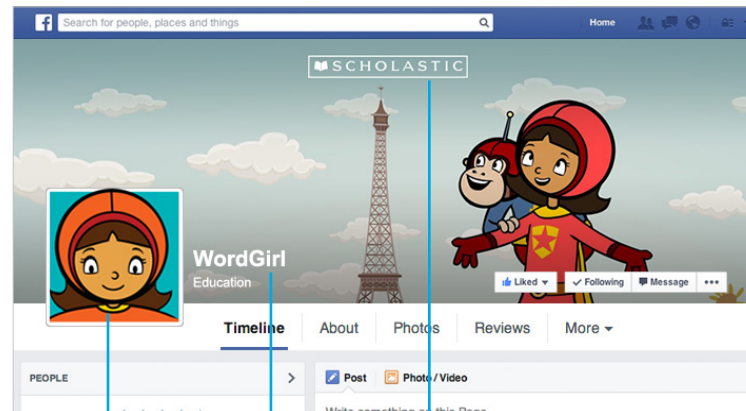 Search for people, places and things
Home
SCHOLASTIC
WordGirl
Education
Liked
Following
Message
Timeline
About
Photos
Reviews
More
PEOPLE
Post
Photo / Video
Write something on this Page